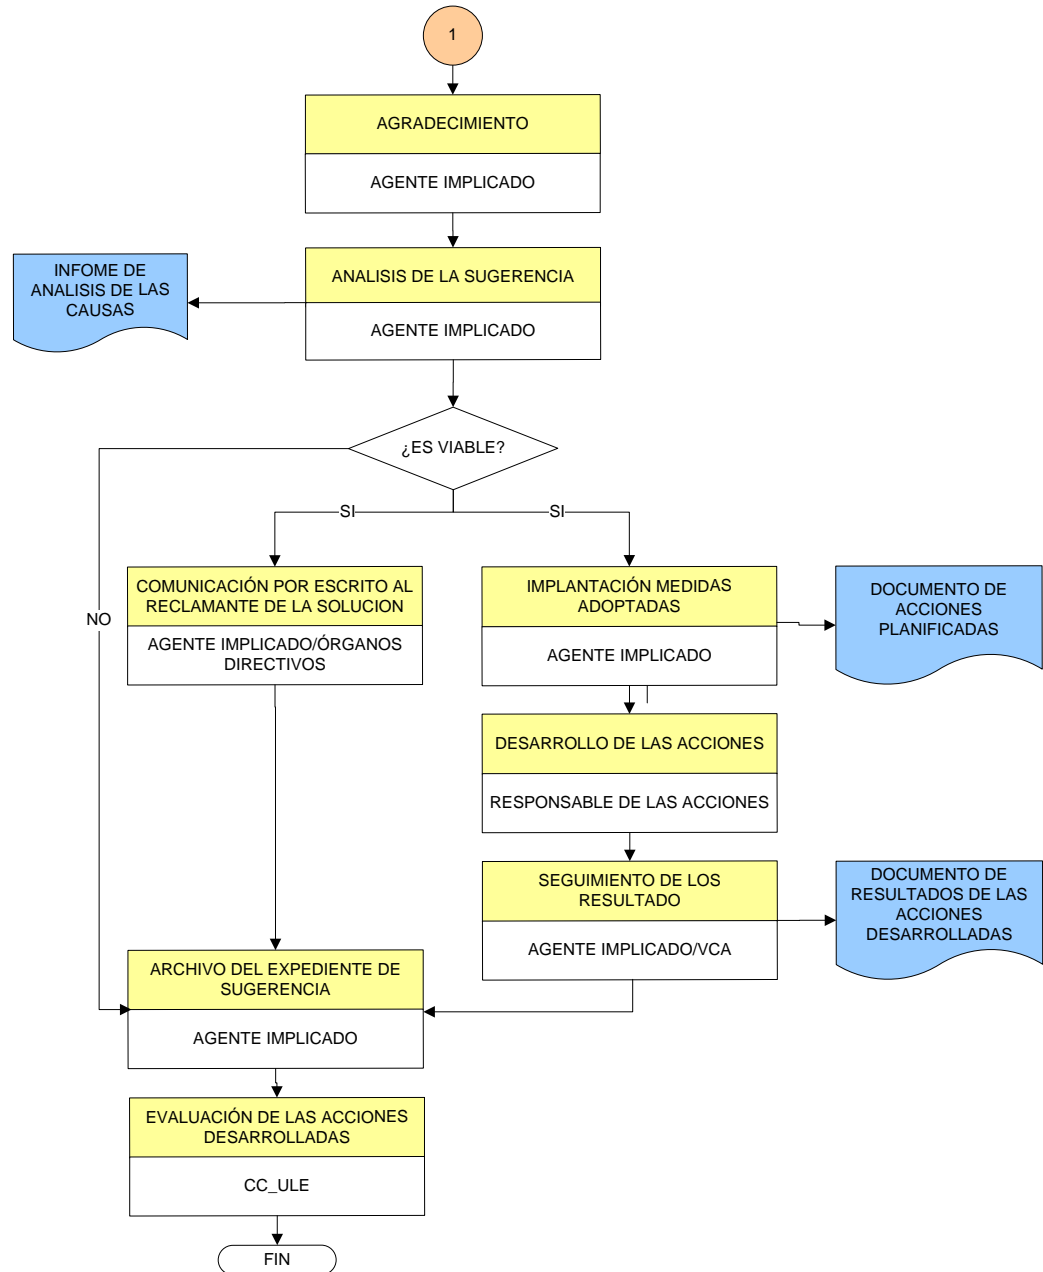 1
AGRADECIMIENTO
AGENTE IMPLICADO
INFOME DE
ANALISIS DE LAS
CAUSAS
ANALISIS DE LA SUGERENCIA
AGENTE IMPLICADO
¿ES VIABLE?
SI
SI
NO
COMUNICACIÓN POR ESCRITO AL
RECLAMANTE DE LA SOLUCION
AGENTE IMPLICADO/ÓRGANOS
DIRECTIVOS
IMPLANTACIÓN MEDIDAS
ADOPTADAS
AGENTE IMPLICADO
DOCUMENTO DE
ACCIONES
PLANIFICADAS
DESARROLLO DE LAS ACCIONES
RESPONSABLE DE LAS ACCIONES
SEGUIMIENTO DE LOS
RESULTADO
AGENTE IMPLICADO/VCA
DOCUMENTO DE
RESULTADOS DE LAS
ACCIONES
DESARROLLADAS
ARCHIVO DEL EXPEDIENTE DE
SUGERENCIA
AGENTE IMPLICADO
EVALUACIÓN DE LAS ACCIONES
DESARROLLADAS
CC_ULE
FIN